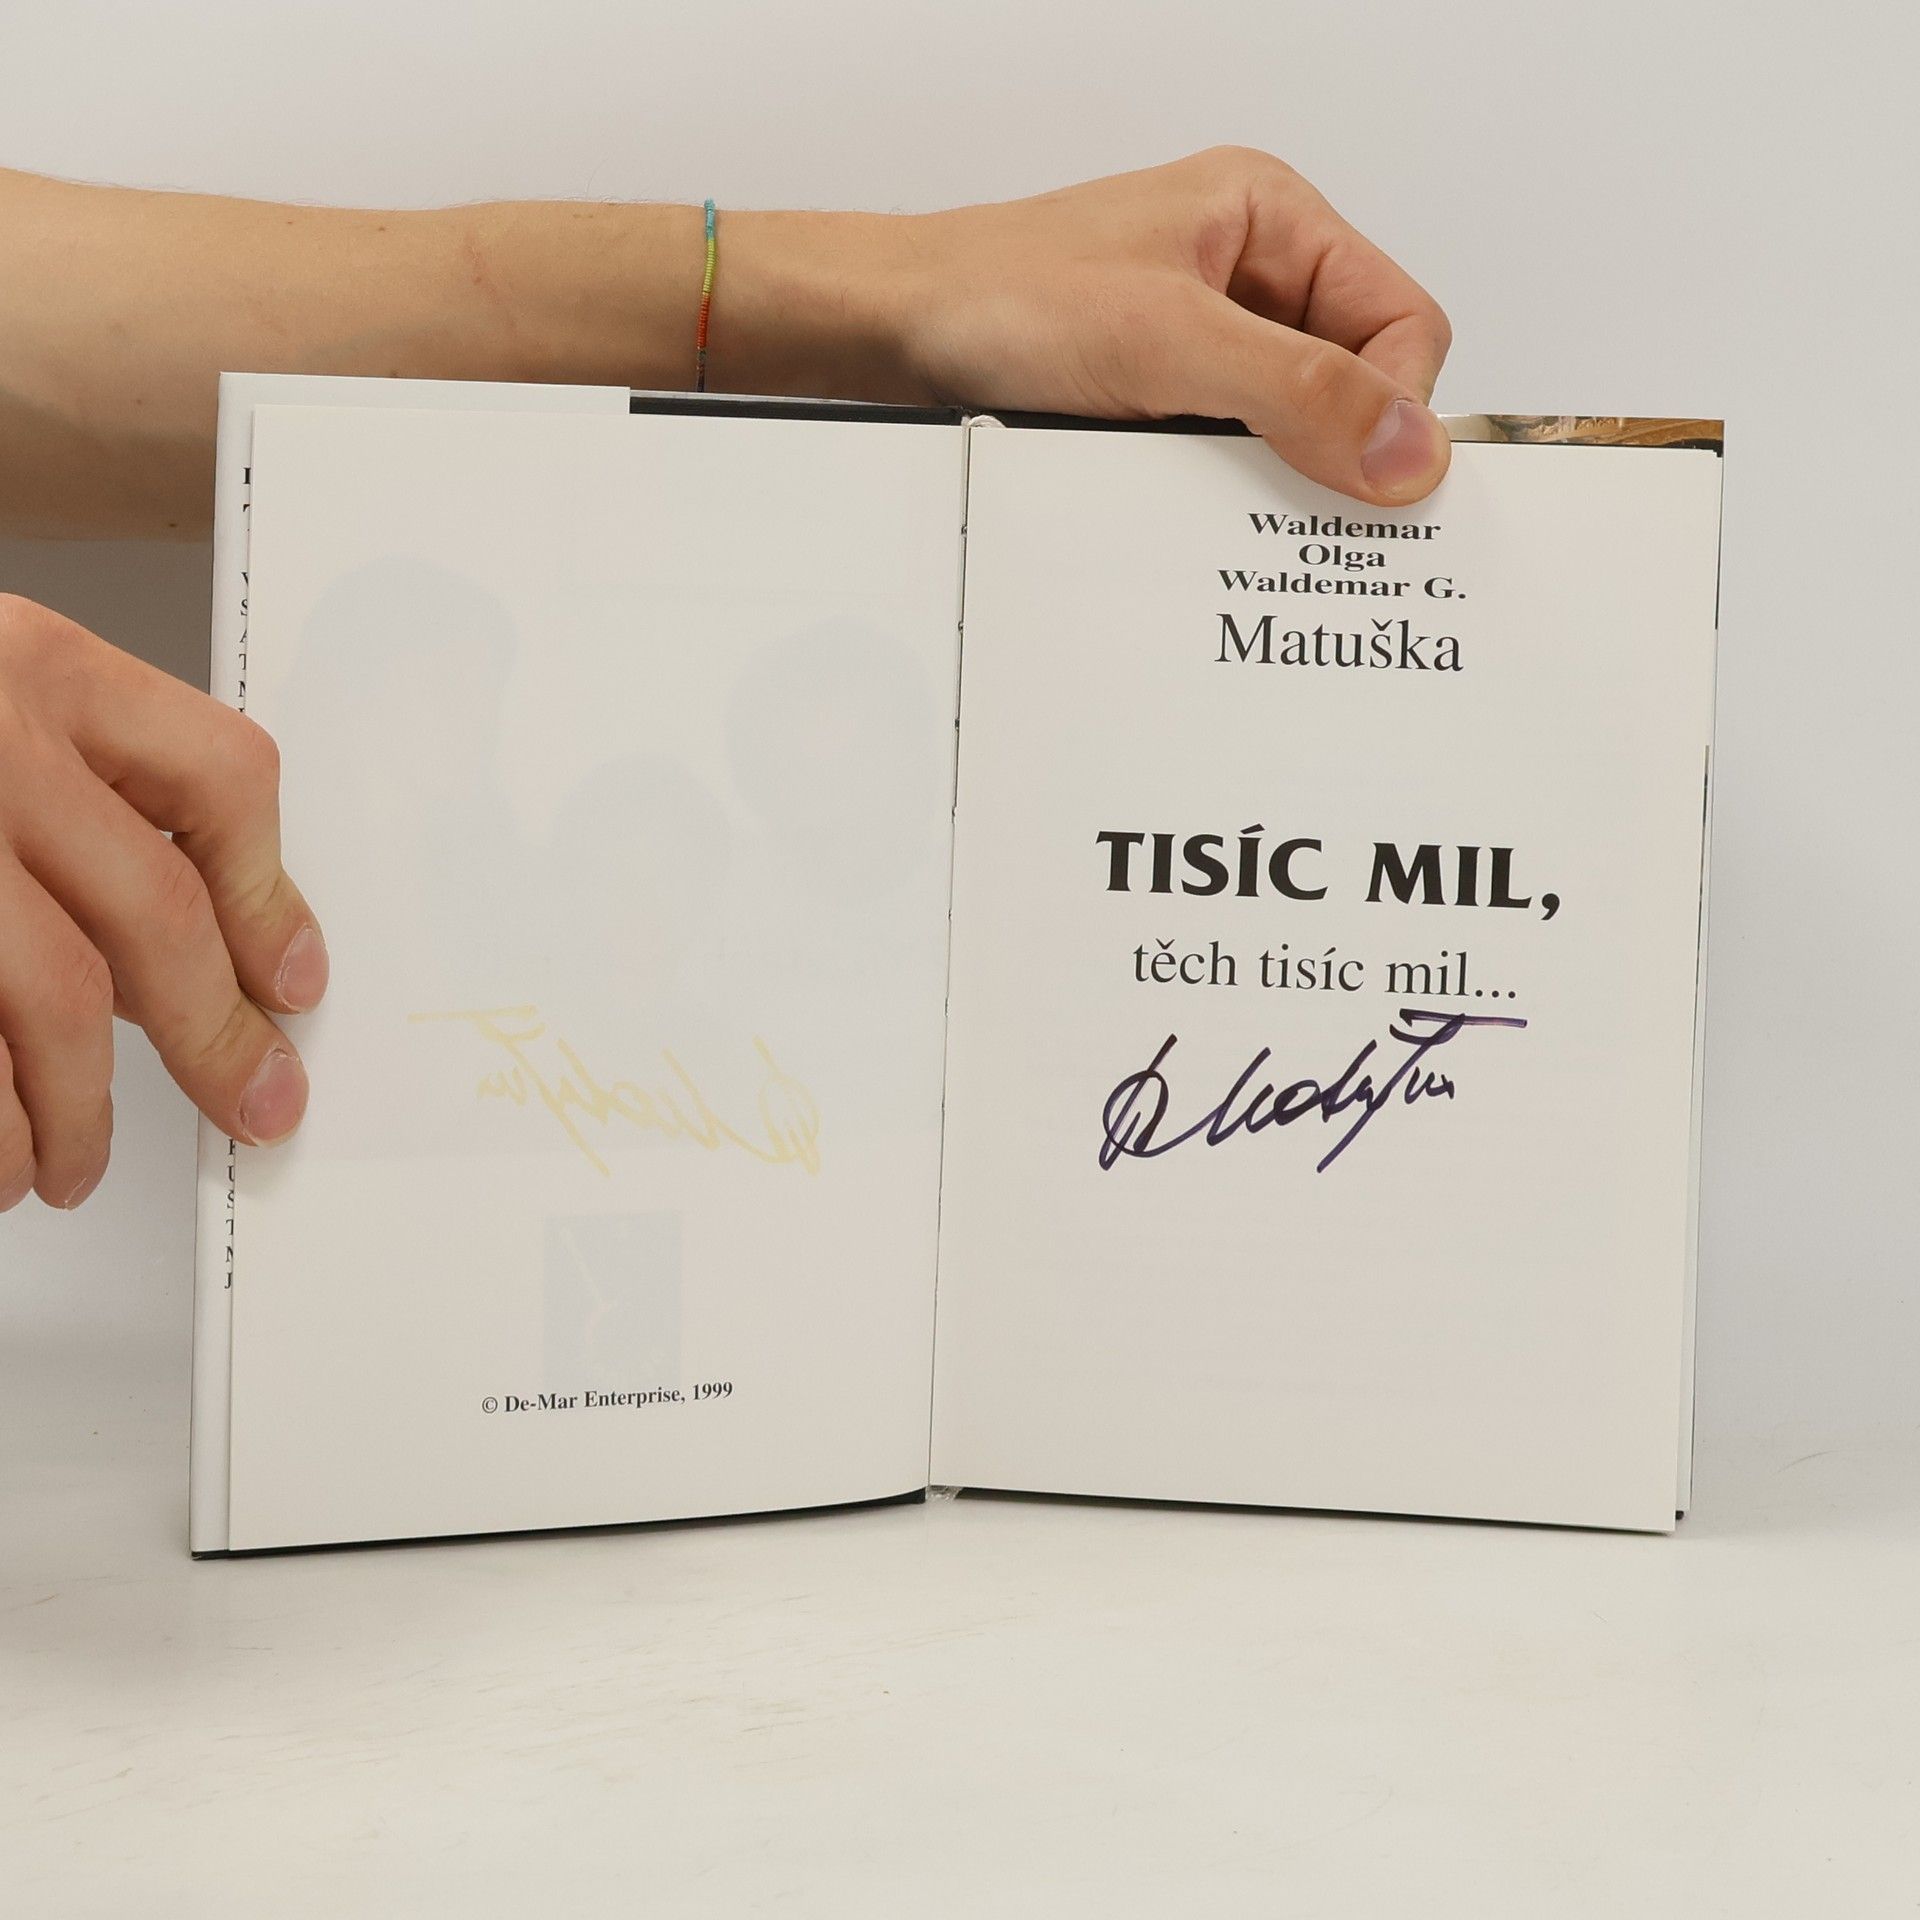 © De-Mar Enterprise, 1999
Waldemar
Olga
Waldemar G.
Matuška
TISÍC MIL,
těch tisíc mil...